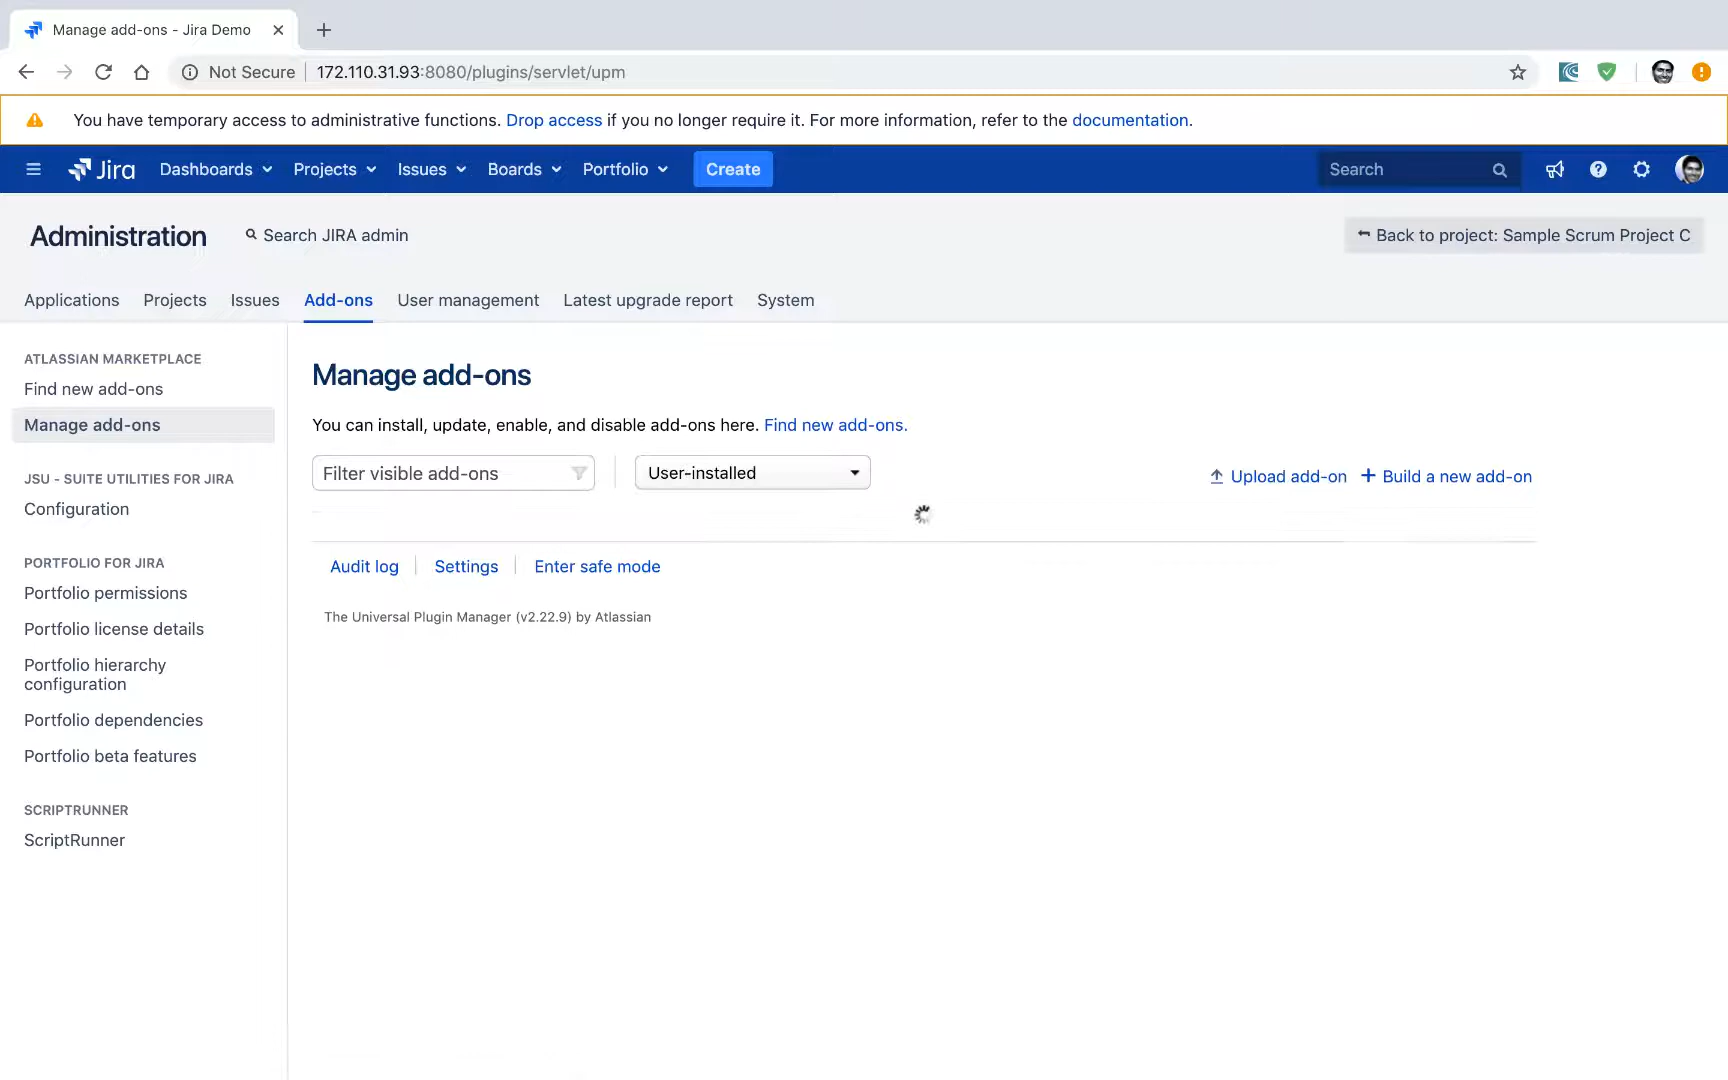 Manage add-ons - Jira Demo
Not Secure 172.110.31.93:8080/plugins/servlet/upm
You have temporary access to administrative functions. Drop access if you no longer require it. For more information, refer to the documentation.
Jira Dashboards Projects Issues Boards Portfolio Create Search
Administration Search JIRA admin Back to project: Sample Scrum Project C
Applications Projects Issues Add-ons User management Latest upgrade report System
ATLASSIAN MARKETPLACE
Find new add-ons
Manage add-ons
JSU - SUITE UTILITIES FOR JIRA
Configuration
PORTFOLIO FOR JIRA
Portfolio permissions
Portfolio license details
Portfolio hierarchy
configuration
Portfolio dependencies
Portfolio beta features
SCRIPTRUNNER
ScriptRunner
Manage add-ons
You can install, update, enable, and disable add-ons here. Find new add-ons.
Filter visible add-ons User-installed Upload add-on Build a new add-on
Audit log Settings Enter safe mode
The Universal Plugin Manager (v2.22.9) by Atlassian